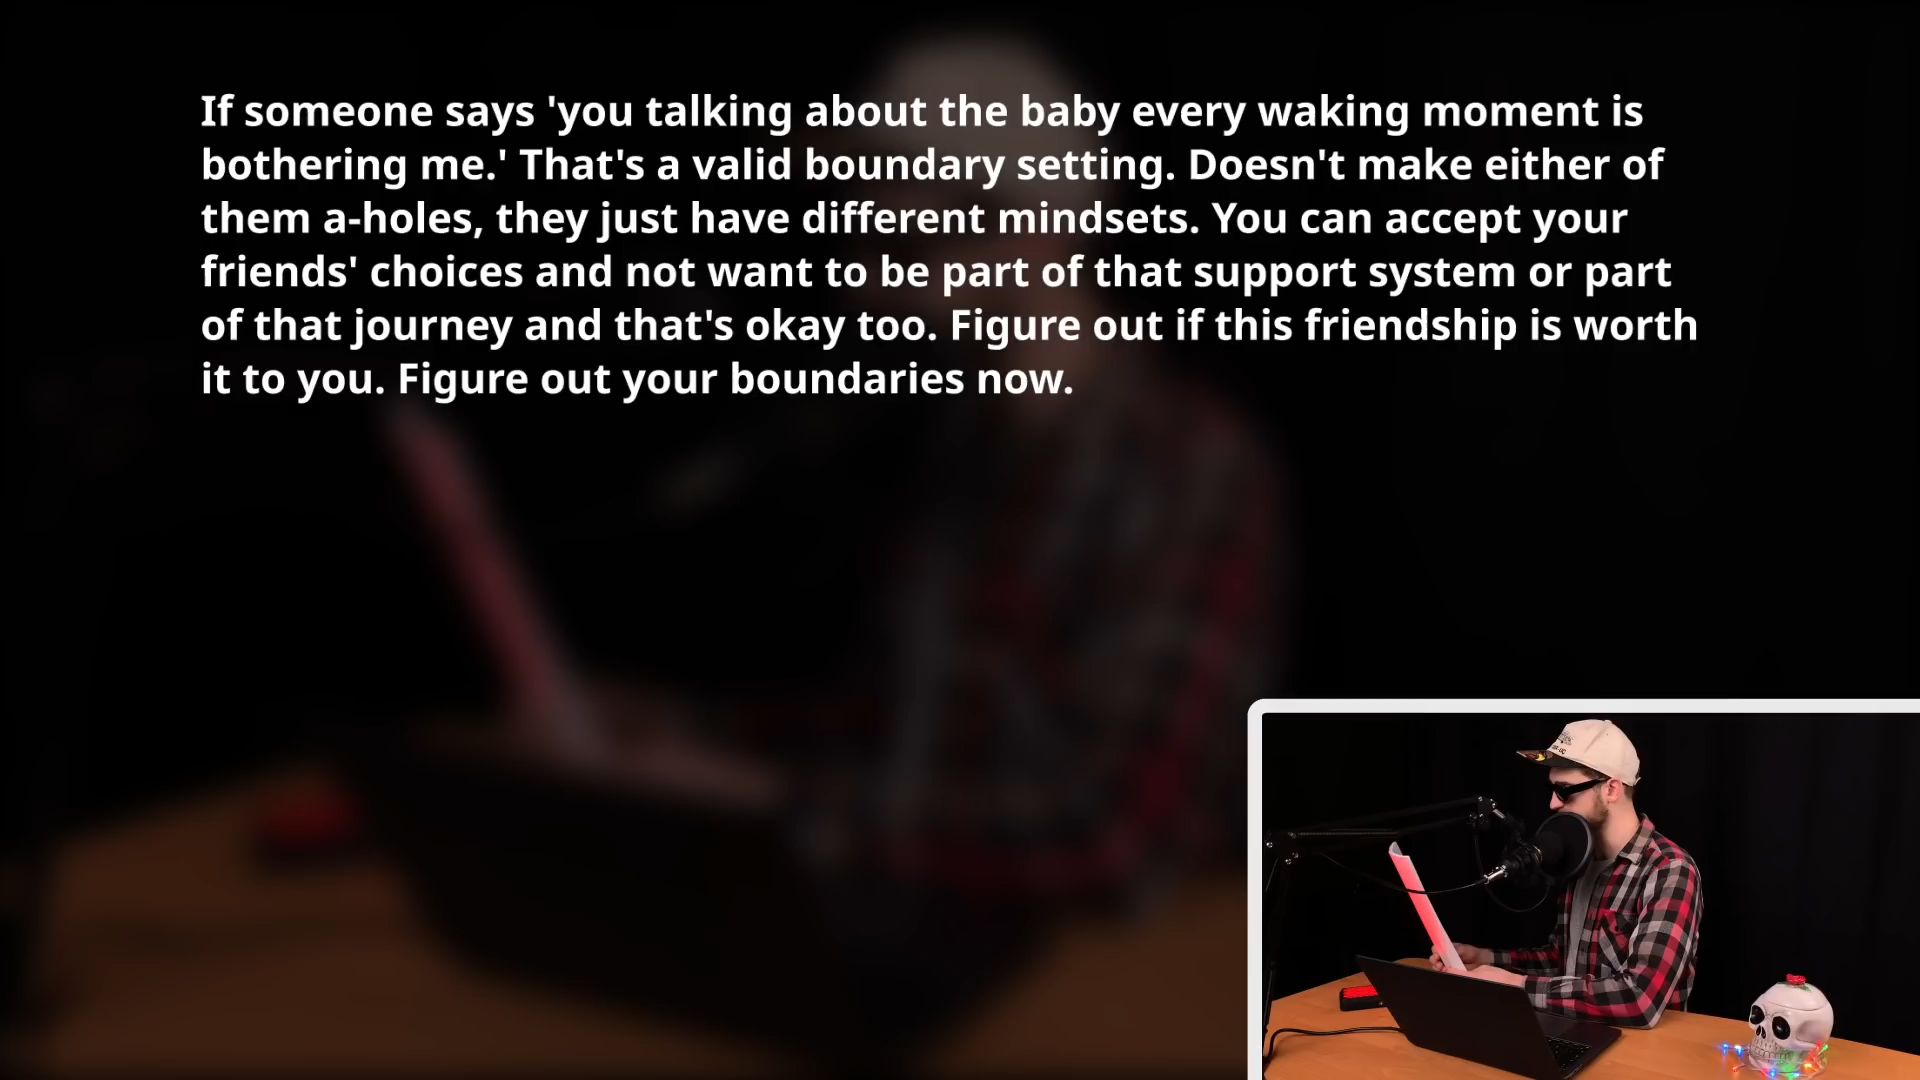 If someone says 'you talking about the baby every waking moment is
bothering me.' That's a valid boundary setting. Doesn't make either of
them a-holes, they just have different mindsets. You can accept your
friends' choices and not want to be part of that support system or part
of that journey and that's okay too. Figure out if this friendship is worth
it to you. Figure out your boundaries now.